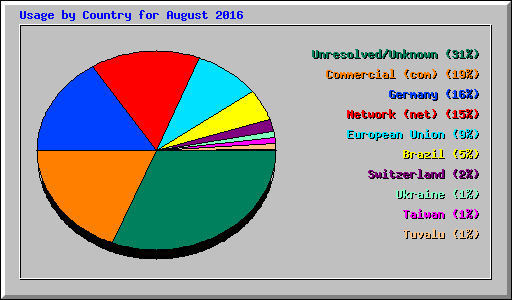 Usage by Country for August 2016
Unresolved/Unknown (31%)
Commercial (com) (19%)
Germany (16%)
Network (net) (15%)
European Union (9%)
Brazil (5%)
Switzerland (2%)
Ukraine (1%)
Taiwan (1%)
Tuvalu (1%)